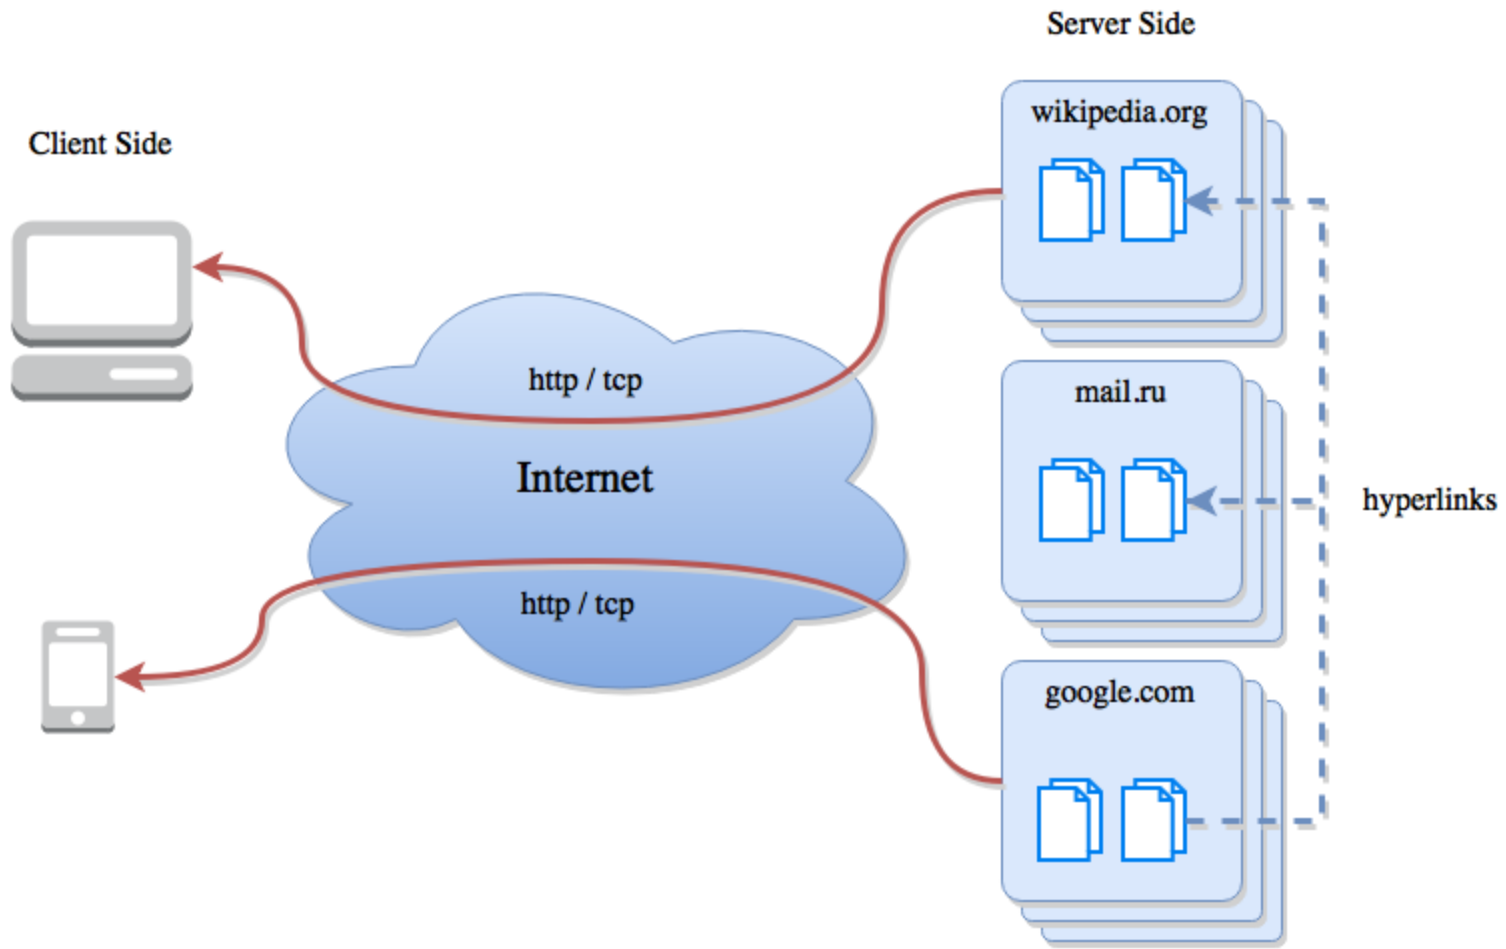 Server Side
wikipedia.org
Client Side
http / tcp
mail.ru
Internet
hyperlinks
http / tcp
google.com